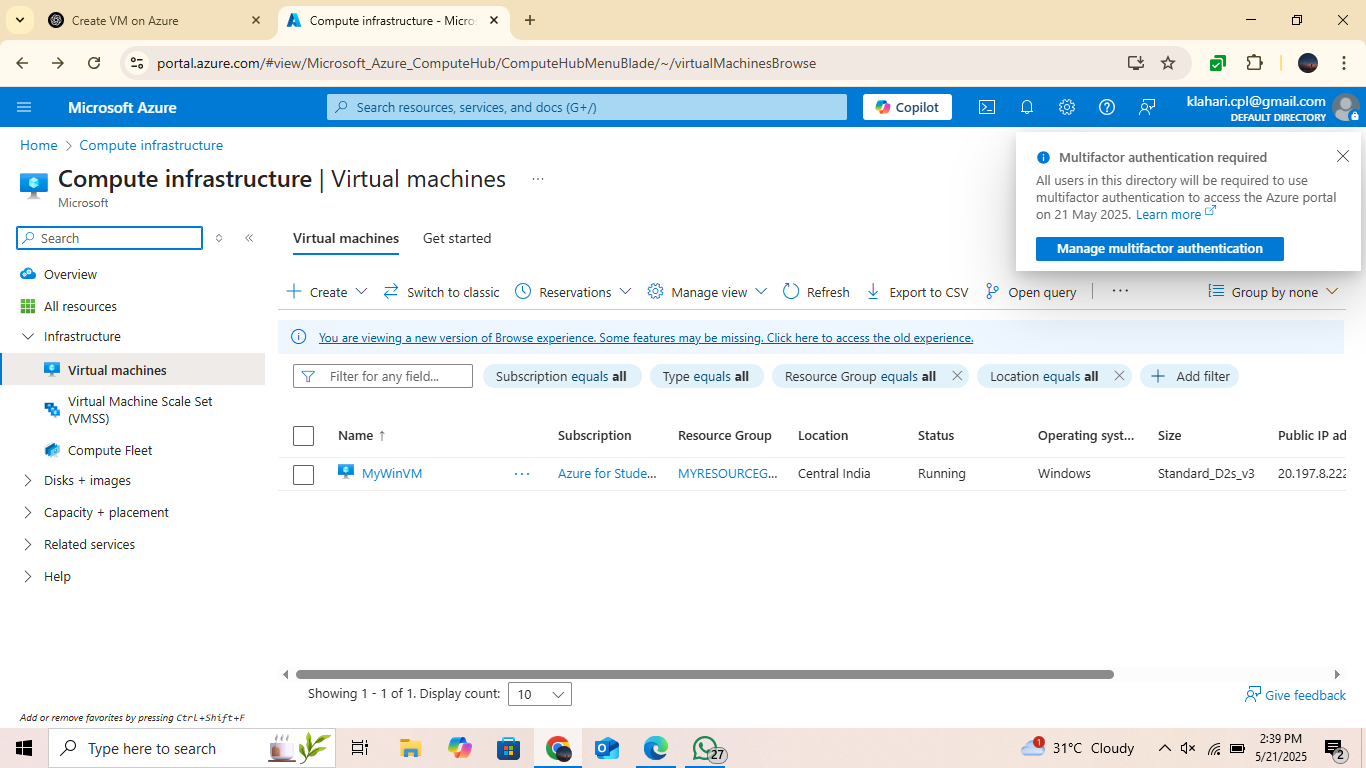 Create VM on Azure
Compute infrastructure - Micros
portal.azure.com/#view/Microsoft_Azure_ComputeHub/ComputeHubMenuBlade/~/virtualMachinesBrowse
Microsoft Azure
Search resources, services, and docs (G+/)
Copilot
klahari.cpl@gmail.com
DEFAULT DIRECTORY
Home > Compute infrastructure
Compute infrastructure | Virtual machines ...
Microsoft
Multifactor authentication required
All users in this directory will be required to use
multifactor authentication to access the Azure portal
on 21 May 2025. Learn more
Manage multifactor authentication
Search
Overview
All resources
Infrastructure
Virtual machines
Virtual Machine Scale Set
(VMSS)
Compute Fleet
Disks + images
Capacity + placement
Related services
Help
Add or remove favorites by pressing Ctrl+Shift+F
Virtual machines Get started
Create Switch to classic Reservations Manage view Refresh Export to CSV Open query ... Group by none
You are viewing a new version of Browse experience. Some features may be missing. Click here to access the old experience.
Filter for any field... Subscription equals all Type equals all Resource Group equals all Location equals all Add filter
Name ↑ Subscription Resource Group Location Status Operating syst... Size Public IP ad
MyWinVM ... Azure for Stude... MYRESOURCEG... Central India Running Windows Standard_D2s_v3 20.197.8.222
Showing 1 - 1 of 1. Display count: 10
Give feedback
Type here to search
27
1
31°C Cloudy
2:39 PM
5/21/2025
2